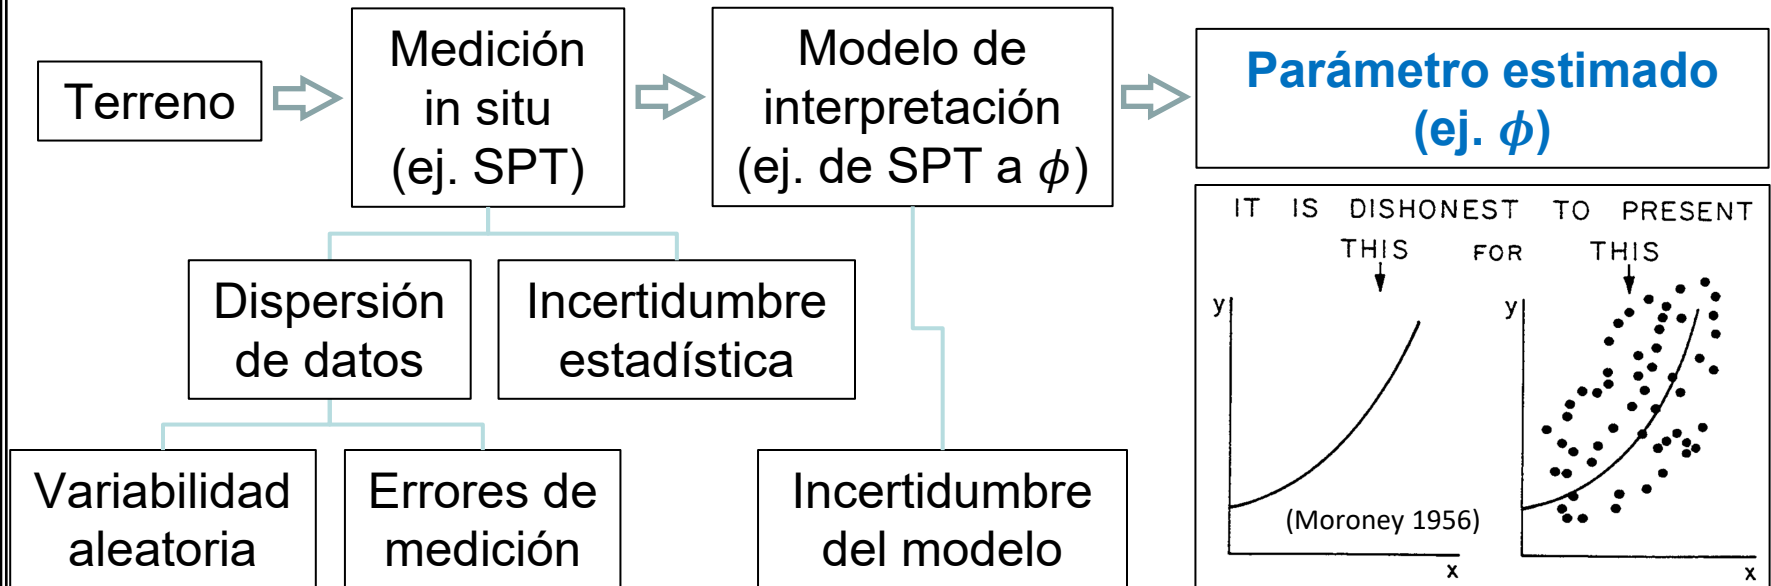 Terreno
Medición
in situ
(ej. SPT)
Modelo de
interpretación
(ej. de SPT a ϕ)
Parámetro estimado
(ej. ϕ)
Dispersión
de datos
Incertidumbre
estadística
Variabilidad
aleatoria
Errores de
medición
Incertidumbre
del modelo
IT IS DISHONEST TO PRESENT
THIS FOR THIS
y
x
(Moroney 1956)
y
x